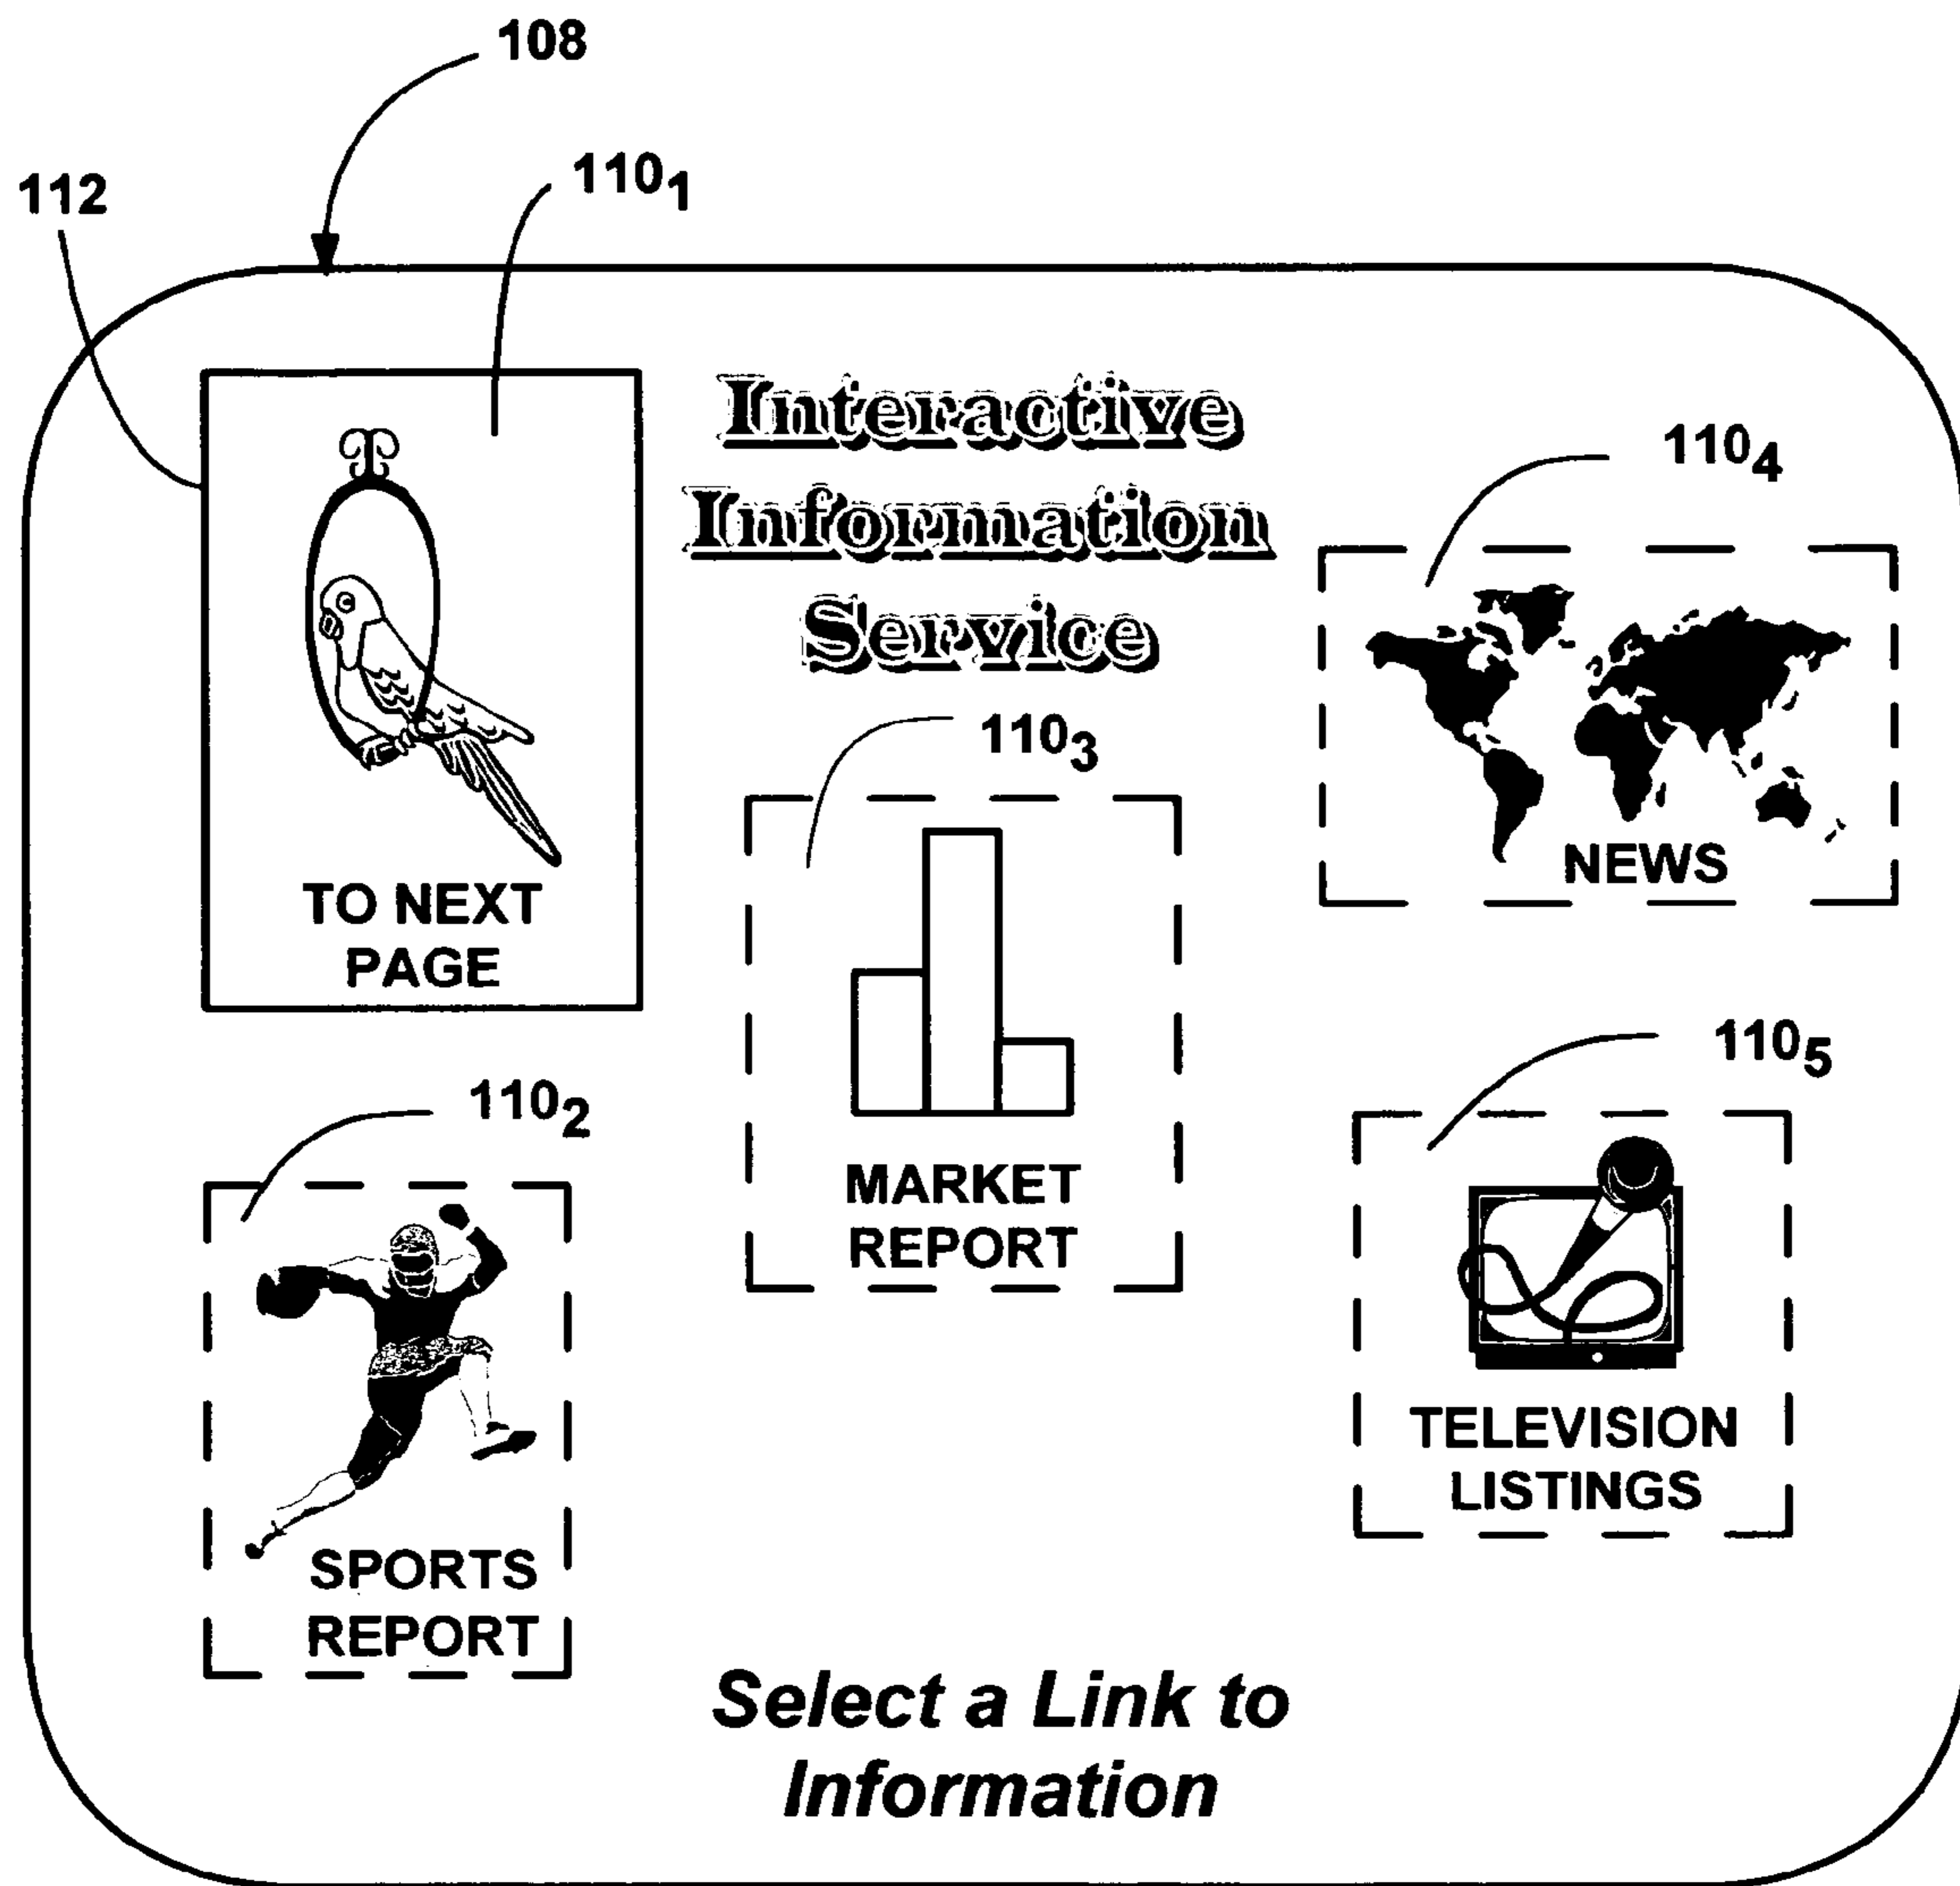 108
112
110₁
Interactive
Information
Service
110₄
110₃
NEWS
TO NEXT
PAGE
110₅
110₂
MARKET
REPORT
TELEVISION
LISTINGS
SPORTS
REPORT
Select a Link to
Information